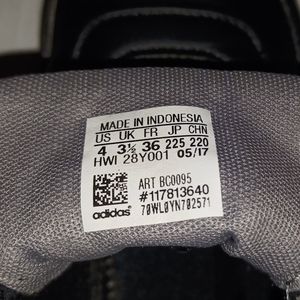 MADE IN INDONESIA
US UK FR JP CHN
4 3½ 36 225 220
HWI 28Y001 05/17
ART BC0095
#117813640
adidas 78WL0YN702571